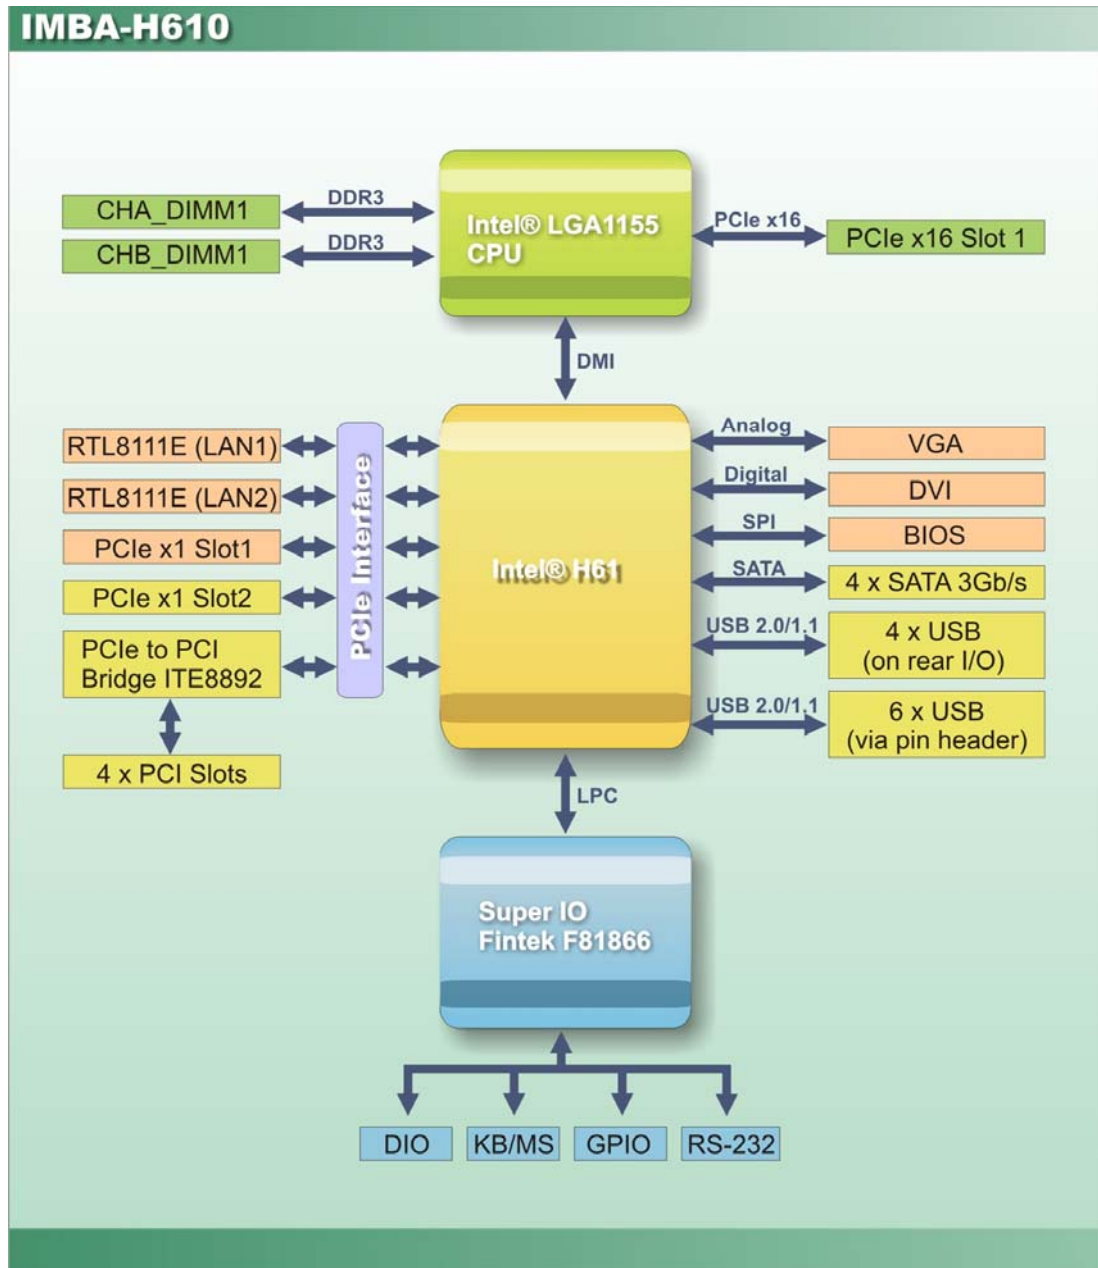 IMBA-H610
CHA_DIMM1
DDR3
CHB_DIMM1
DDR3
Intel® LGA1155
CPU
PCIe x16
PCIe x16 Slot 1
DMI
RTL8111E (LAN1)
RTL8111E (LAN2)
PCIe x1 Slot1
PCIe x1 Slot2
PCIe to PCI
Bridge ITE8892
4 x PCI Slots
PCIe Interface
Intel® H61
Analog
VGA
Digital
DVI
SPI
BIOS
SATA
4 x SATA 3Gb/s
USB 2.0/1.1
4 x USB
(on rear I/O)
USB 2.0/1.1
6 x USB
(via pin header)
LPC
Super IO
Fintek F81866
DIO
KB/MS
GPIO
RS-232